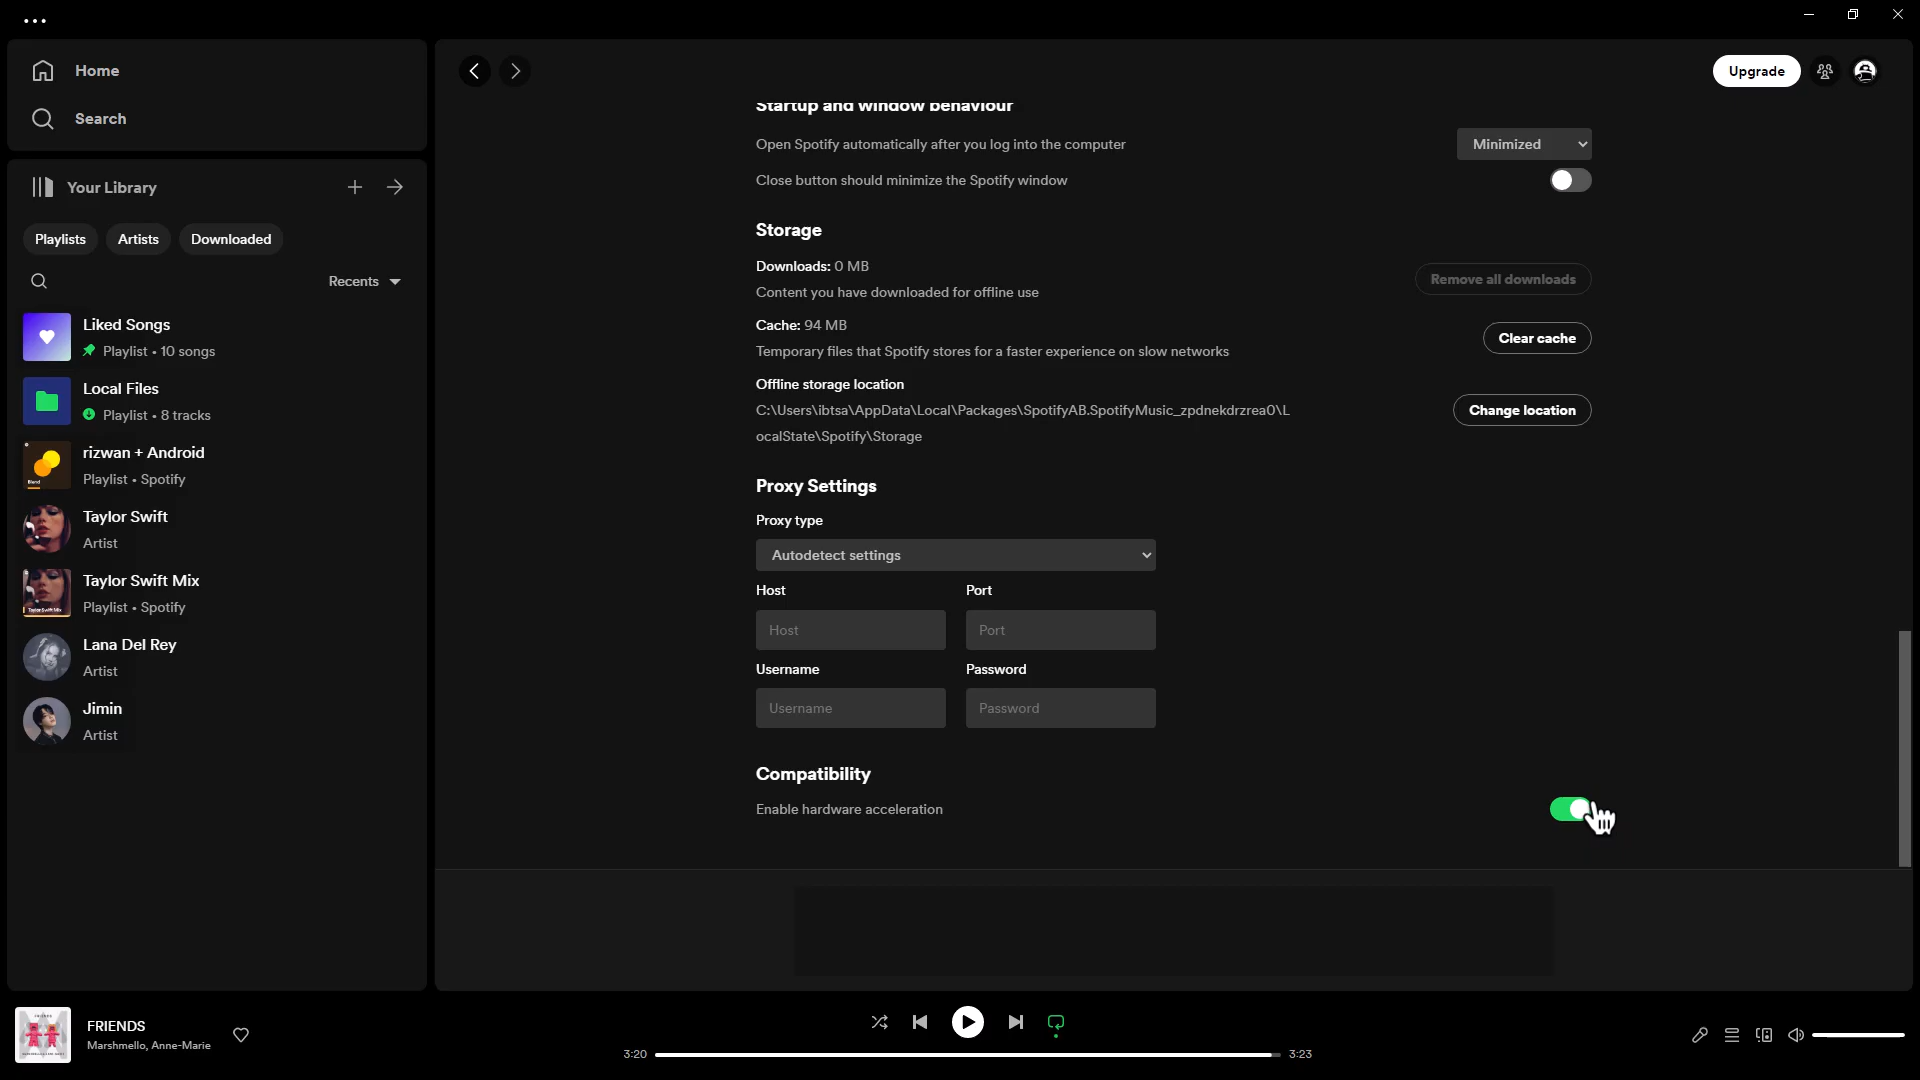 Home
Search
Your Library
Playlists
Artists
Downloaded
Recents
Liked Songs
Playlist • 10 songs
Local Files
Playlist • 8 tracks
rizwan + Android
Playlist • Spotify
Taylor Swift
Artist
Taylor Swift Mix
Playlist • Spotify
Lana Del Rey
Artist
Jimin
Artist
Upgrade
Startup and window behaviour
Open Spotify automatically after you log into the computer
Minimized
Close button should minimize the Spotify window
Storage
Downloads: 0 MB
Content you have downloaded for offline use
Remove all downloads
Cache: 94 MB
Temporary files that Spotify stores for a faster experience on slow networks
Clear cache
Offline storage location
C:\Users\ibtsa\AppData\Local\Packages\SpotifyAB.SpotifyMusic_zpdnekdrzrea0\L
ocalState\Spotify\Storage
Change location
Proxy Settings
Proxy type
Autodetect settings
Host
Port
Host
Port
Username
Password
Username
Password
Compatibility
Enable hardware acceleration
FRIENDS
Marshmello, Anne-Marie
3:20
3:23